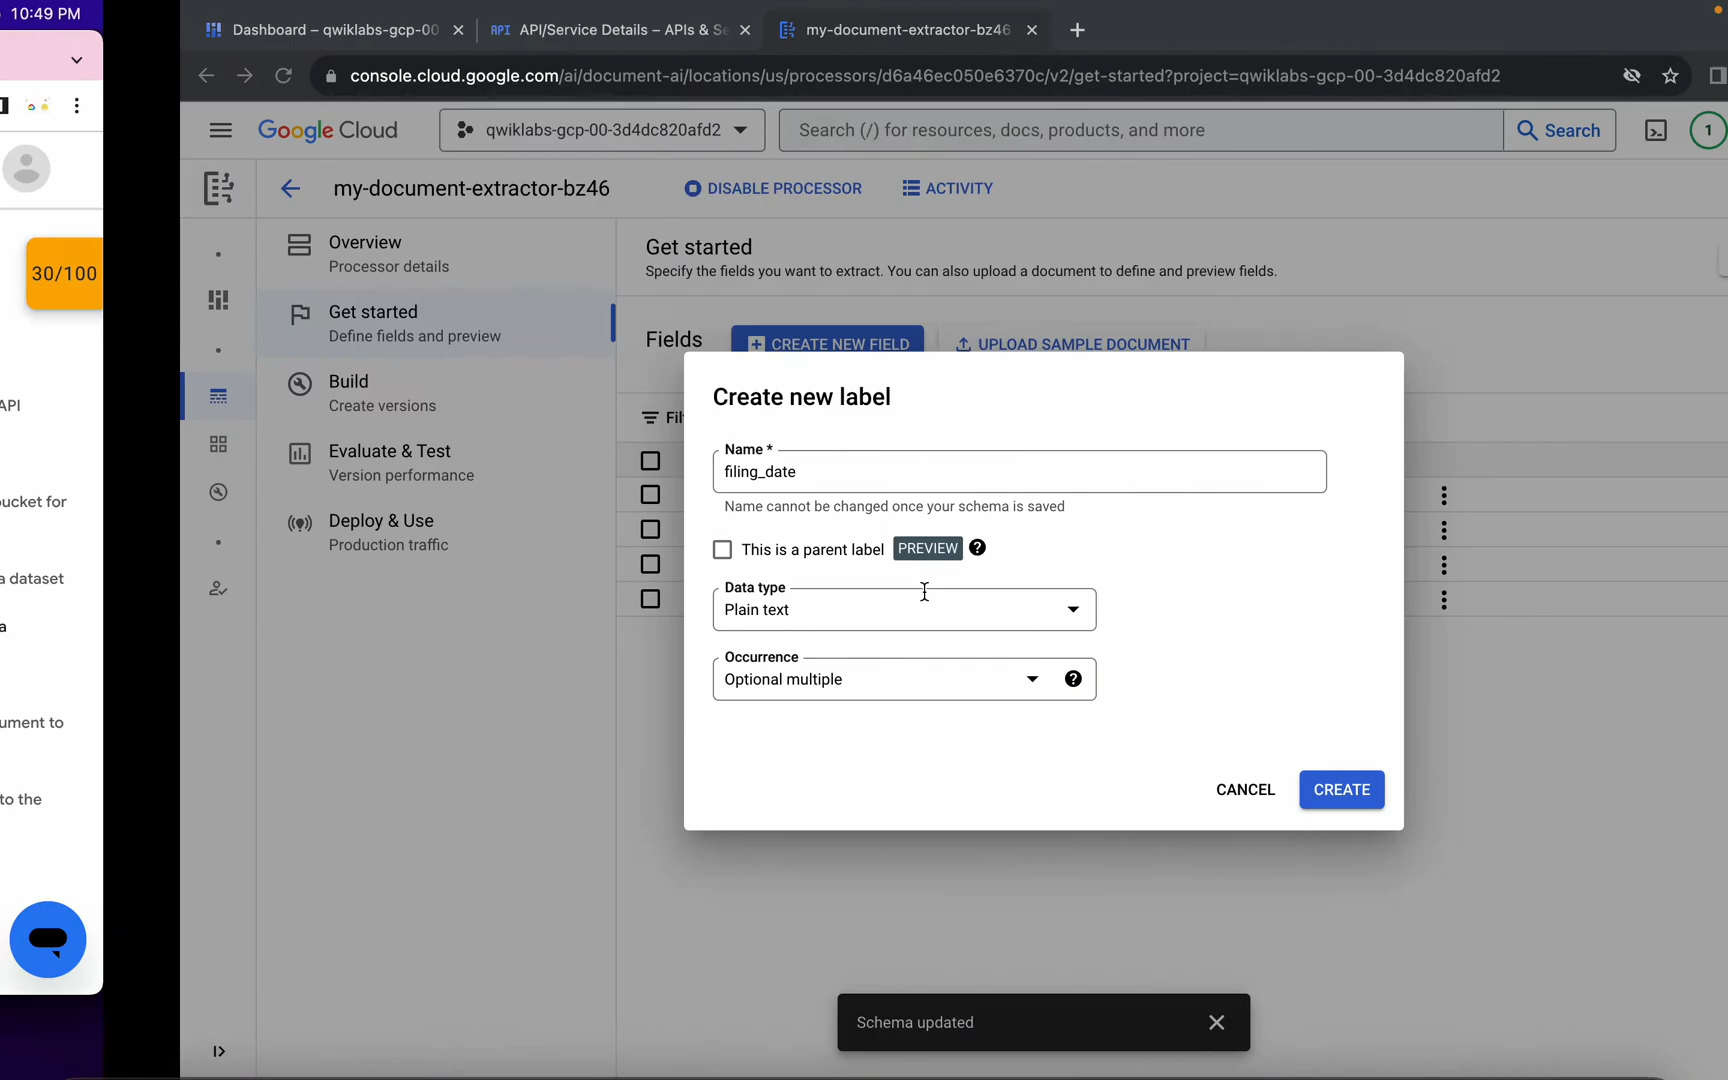 10:49 PM
30/100
API
ucket for
a dataset
a
ument to
to the
Dashboard – qwiklabs-gcp-00
API API/Service Details – APIs & Se
my-document-extractor-bz46
console.cloud.google.com/ai/document-ai/locations/us/processors/d6a46ec050e6370c/v2/get-started?project=qwiklabs-gcp-00-3d4dc820afd2
Google Cloud
qwiklabs-gcp-00-3d4dc820afd2
Search (/) for resources, docs, products, and more
Search
1
my-document-extractor-bz46
DISABLE PROCESSOR
ACTIVITY
Overview
Processor details
Get started
Define fields and preview
Build
Create versions
Evaluate & Test
Version performance
Deploy & Use
Production traffic
Get started
Specify the fields you want to extract. You can also upload a document to define and preview fields.
Fields
CREATE NEW FIELD
UPLOAD SAMPLE DOCUMENT
Fil
Create new label
Name *
filing_date
Name cannot be changed once your schema is saved
This is a parent label PREVIEW
Data type
Plain text
Occurrence
Optional multiple
CANCEL
CREATE
Schema updated